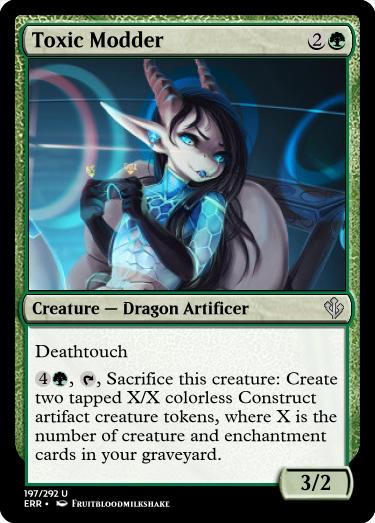 Toxic Modder 2
Creature — Dragon Artificer
Deathtouch
4, , Sacrifice this creature: Create
two tapped X/X colorless Construct
artifact creature tokens, where X is the
number of creature and enchantment
cards in your graveyard.
3/2
197/292 U
ERR • Fruitbloodmilkshake